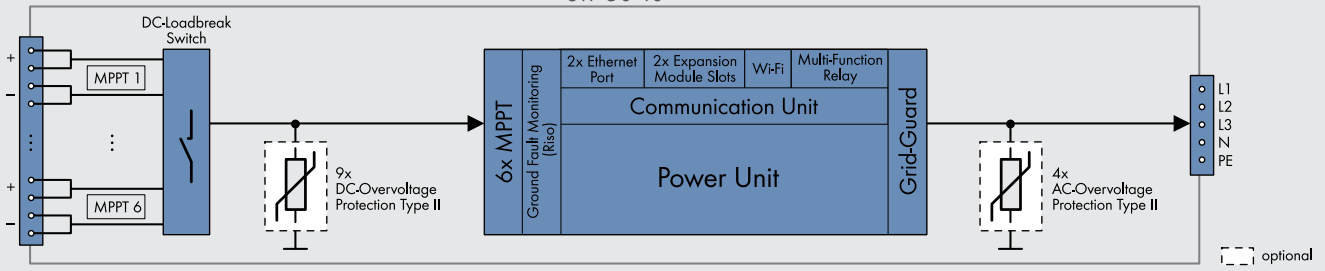 DC-Loadbreak
Switch
+
MPPT 1
–
+
MPPT 6
–
9x
DC-Overvoltage
Protection Type II
6x MPPT
Ground Fault Monitoring
(Riso)
2x Ethernet
Port
2x Expansion
Module Slots
Wi-Fi
Multi-Function
Relay
Communication Unit
Power Unit
Grid-Guard
4x
AC-Overvoltage
Protection Type II
L1
L2
L3
N
PE
optional